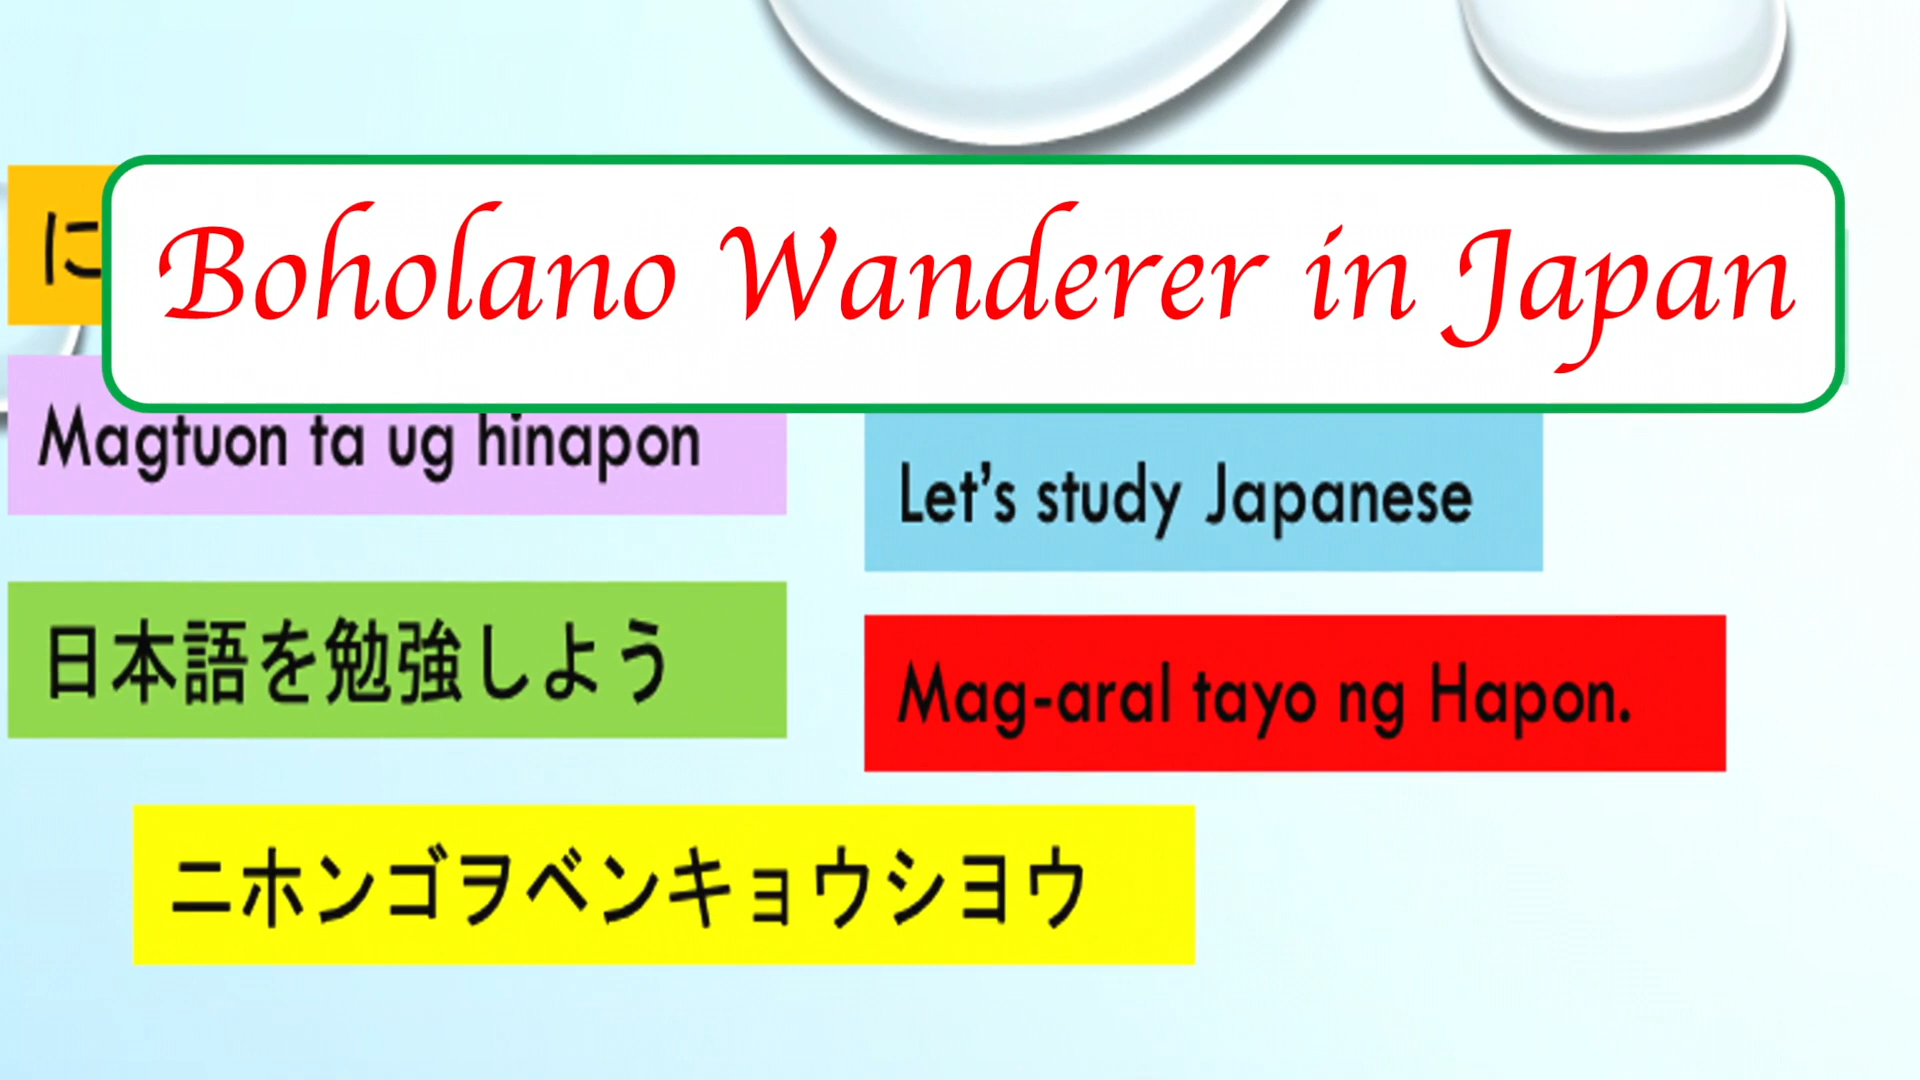 Boholano Wanderer in Japan
に
Magtuon ta ug hinapon
Let's study Japanese
日本語を勉強しよう
Mag-aral tayo ng Hapon.
ニホンゴヲベンキョウシヨウ